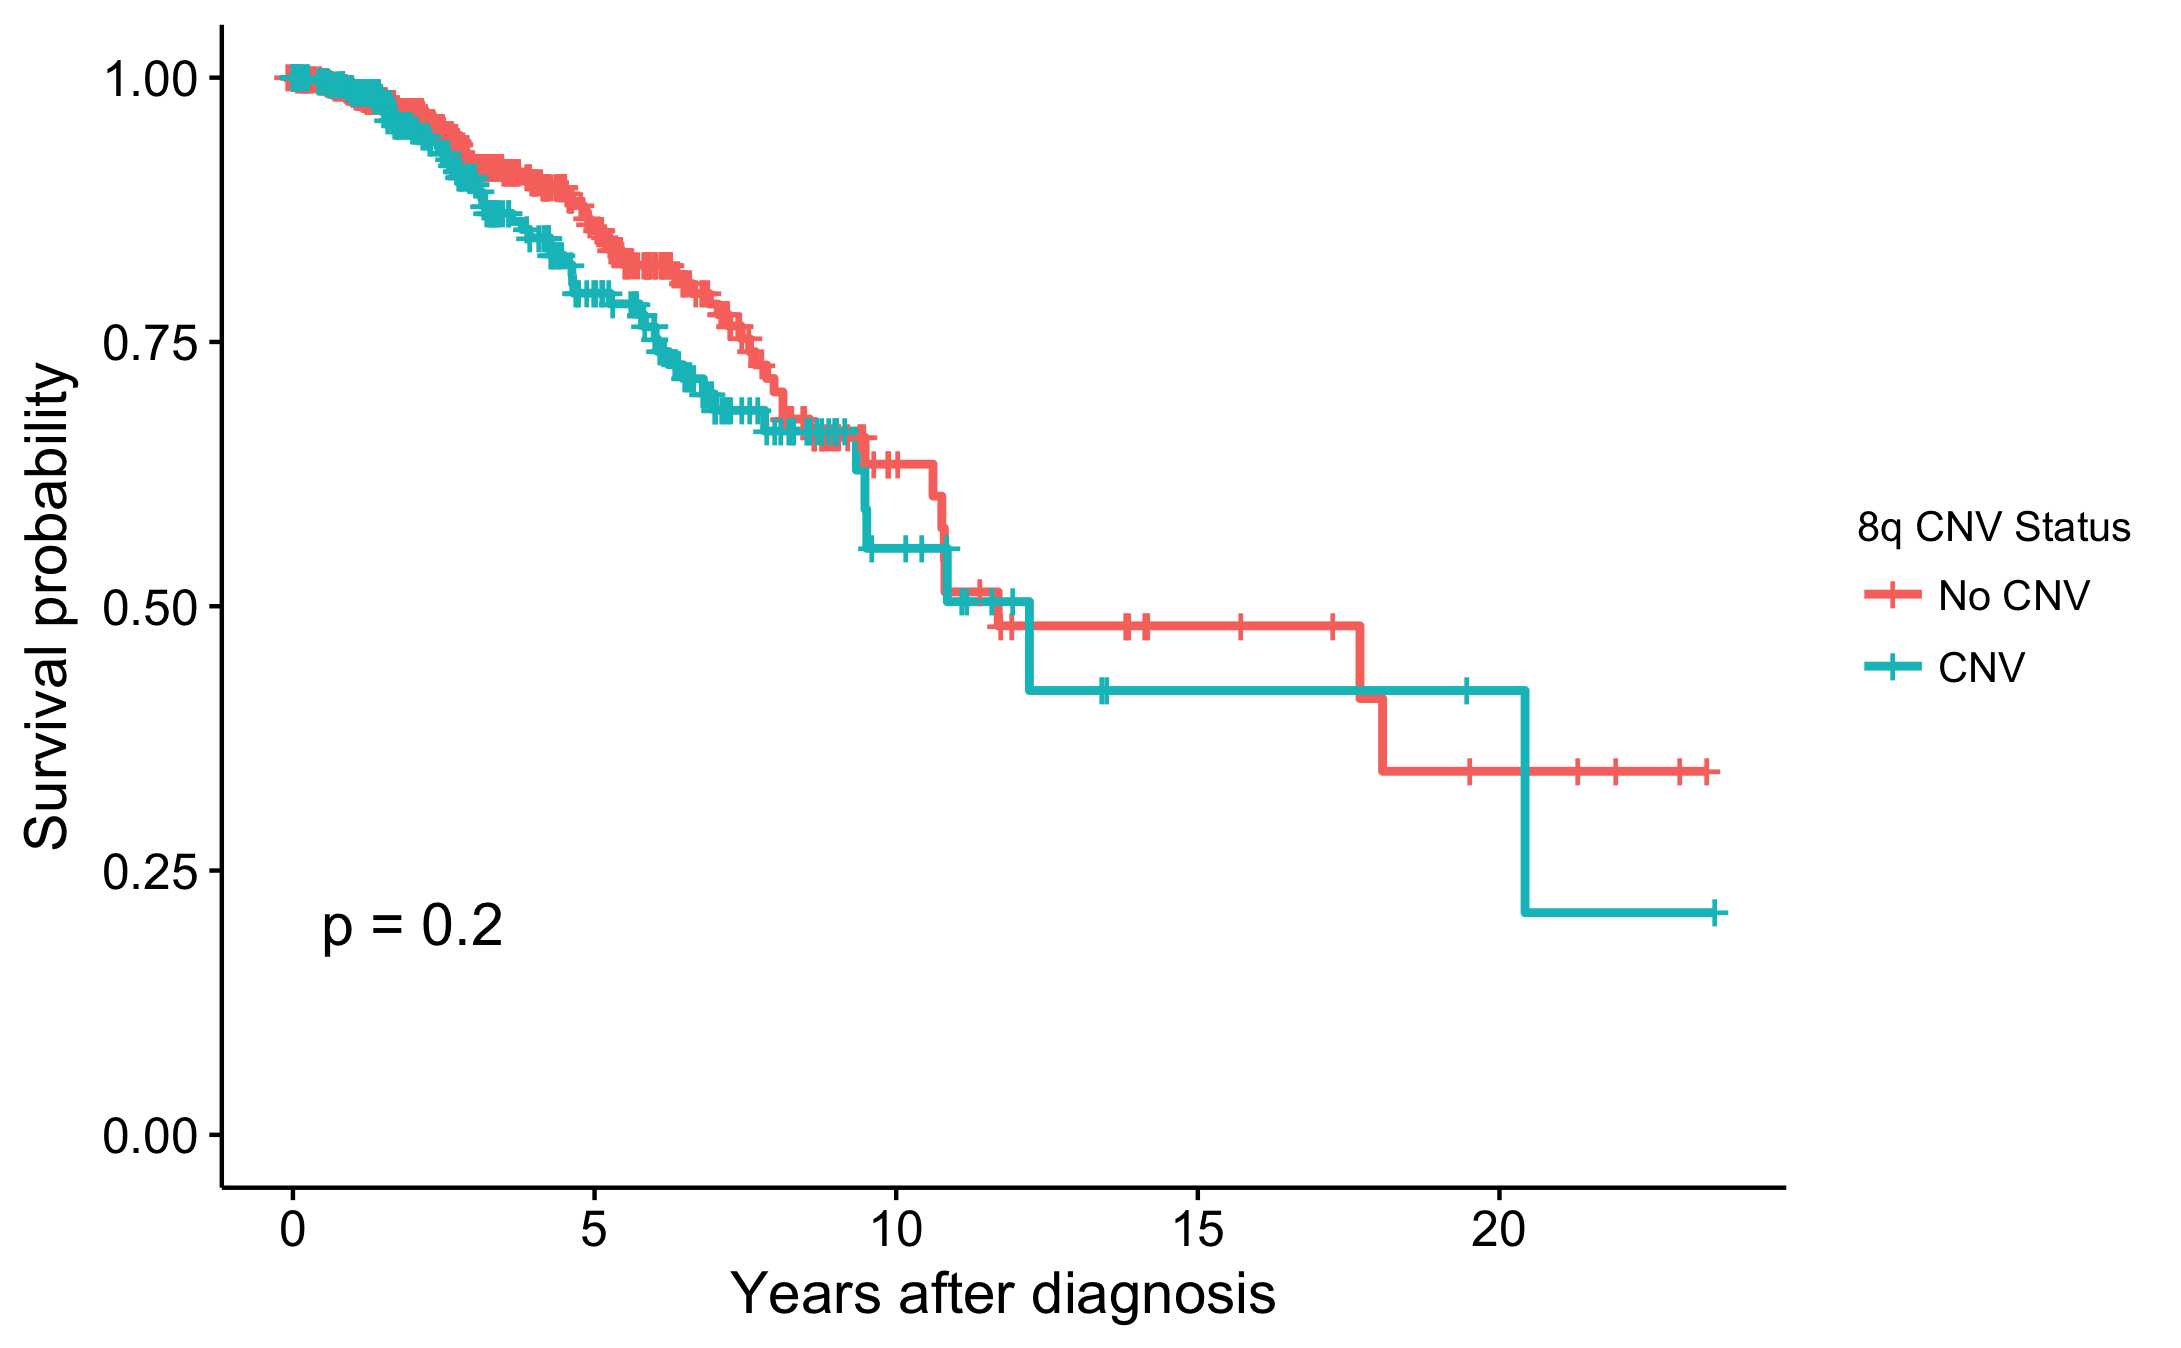 1.00
0.75
0.50
0.25
0.00
Survival probability
p = 0.2
0 5 10 15 20
Years after diagnosis
8q CNV Status
No CNV
CNV